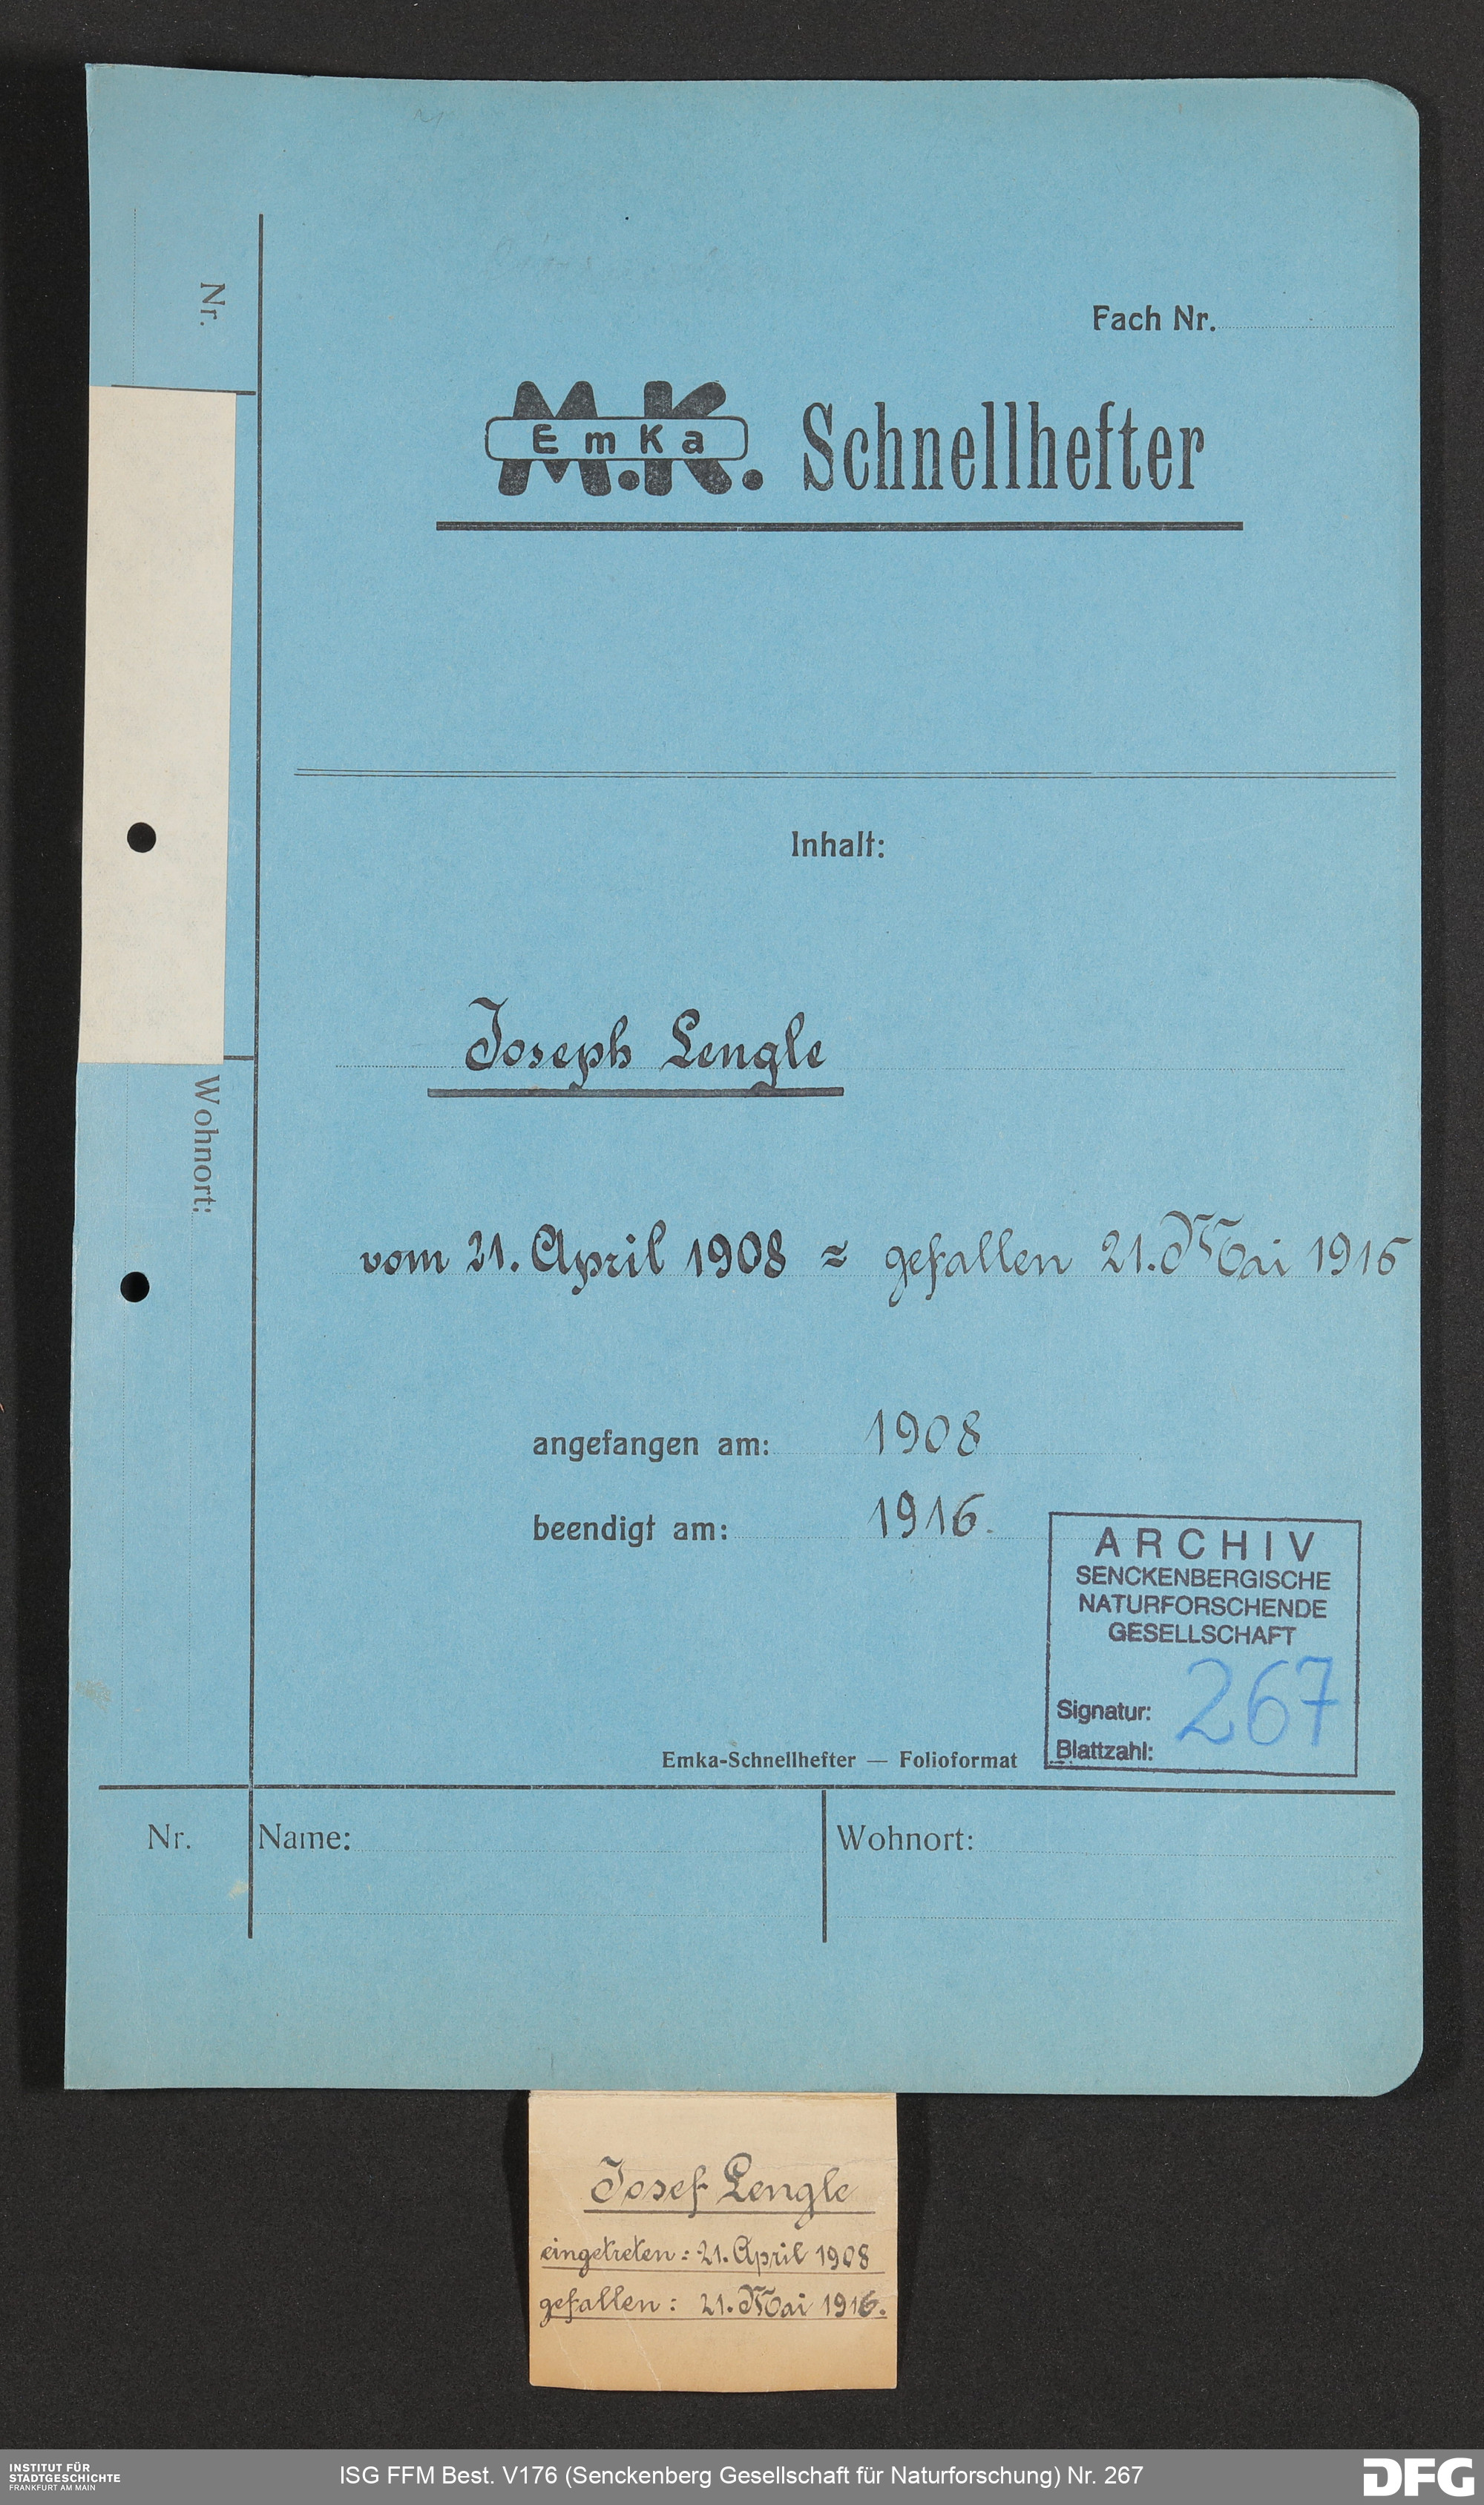 Nr.
Wohnort:
Fach Nr.
M.K. EmKa Schnellhefter
Inhalt:
Joseph Lengle
vom 21. April 1908 = gefallen 21. Mai 1916
angefangen am: 1908
beendigt am: 1916.
ARCHIV
SENCKENBERGISCHE
NATURFORSCHENDE
GESELLSCHAFT
Signatur: 267
Blattzahl:
Emka-Schnellhefter — Folioformat
Nr. Name: Wohnort:
Josef Lengle
eingetreten: 21. April 1908
gefallen: 21. Mai 1916.
INSTITUT FÜR
STADTGESCHICHTE
FRANKFURT AM MAIN
ISG FFM Best. V176 (Senckenberg Gesellschaft für Naturforschung) Nr. 267
DFG